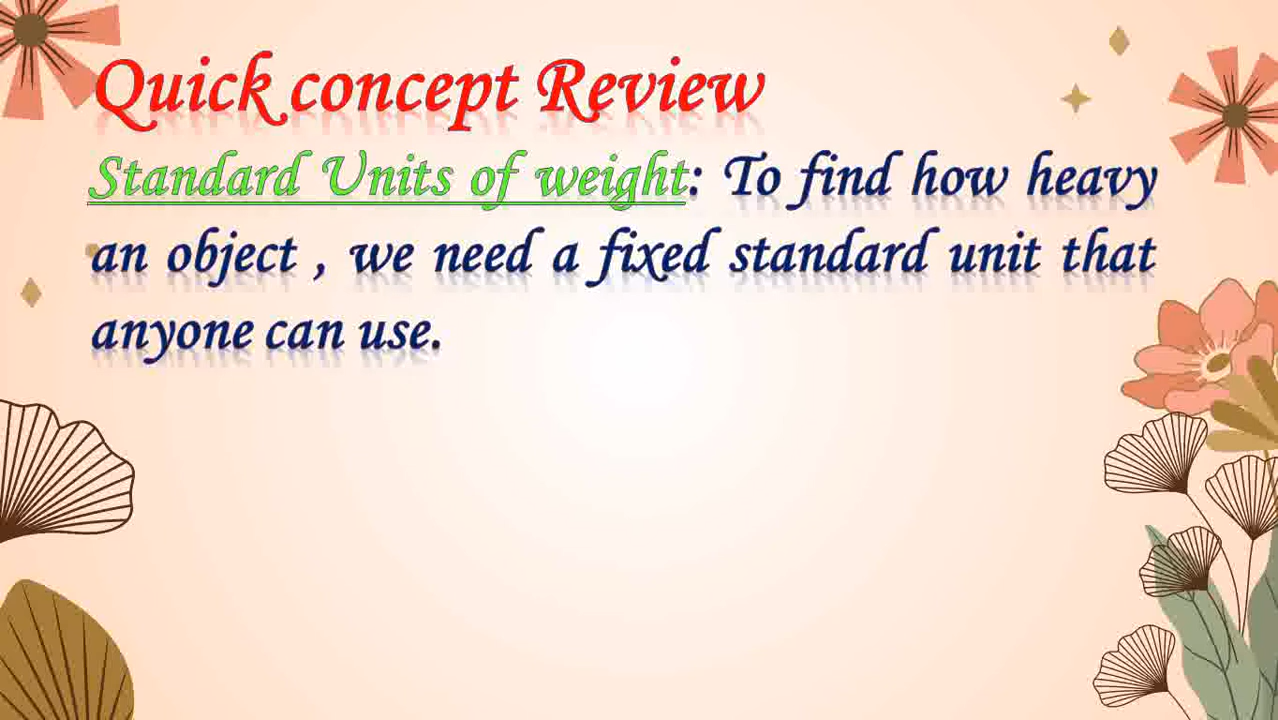 Quick concept Review
Standard Units of weight: To find how heavy
an object , we need a fixed standard unit that
anyone can use.